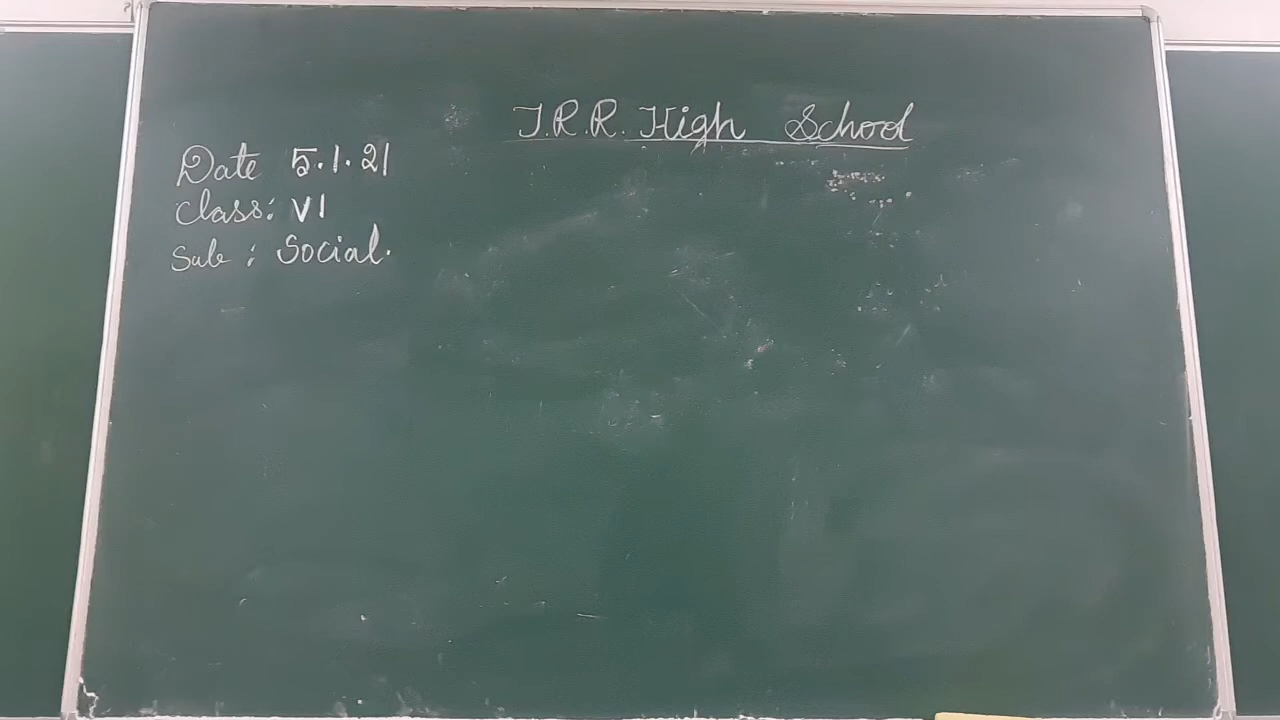 T.R.R. High School
Date 5.1.21
Class: VI
Sub : Social.